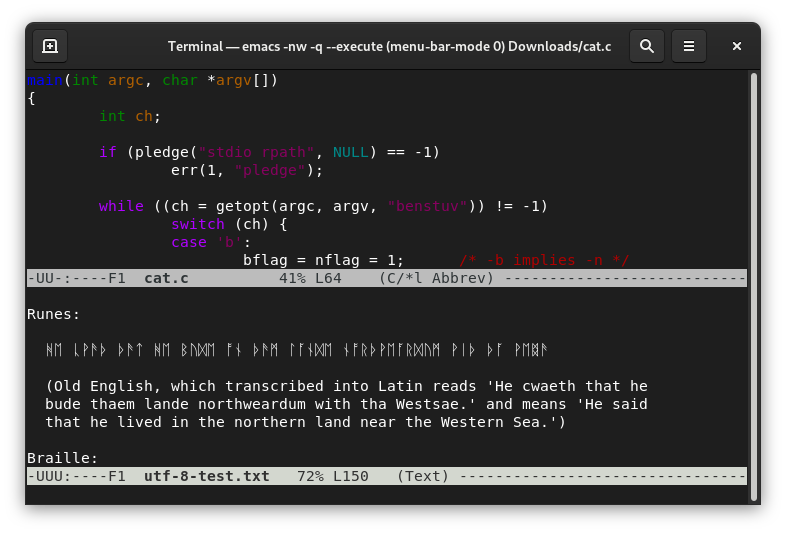 Terminal — emacs -nw -q --execute (menu-bar-mode 0) Downloads/cat.c
main(int argc, char *argv[])
{
        int ch;

        if (pledge("stdio rpath", NULL) == -1)
                err(1, "pledge");

        while ((ch = getopt(argc, argv, "benstuv")) != -1)
                switch (ch) {
                case 'b':
                        bflag = nflag = 1;      /* -b implies -n */
-UU-:----F1  cat.c          41% L64    (C/*l Abbrev) ---------------------------

Runes:

  ᚻᛖ ᚳᚹᚫᚦ ᚦᚫᛏ ᚻᛖ ᛒᚢᛞᛖ ᚩᚾ ᚦᚫᛗ ᛚᚪᚾᛞᛖ ᚾᚩᚱᚦᚹᛖᚪᚱᛞᚢᛗ ᚹᛁᚦ ᚦᚪ ᚹᛖᛥᚫ

  (Old English, which transcribed into Latin reads 'He cwaeth that he
  bude thaem lande northweardum with tha Westsae.' and means 'He said
  that he lived in the northern land near the Western Sea.')

Braille:
-UUU:----F1  utf-8-test.txt   72% L150   (Text) --------------------------------